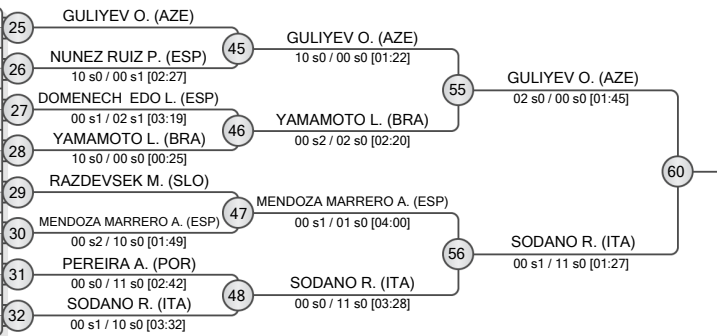 25
GULIYEV O. (AZE)
45
GULIYEV O. (AZE)
10 s0 / 00 s0 [01:22]
26
NUNEZ RUIZ P. (ESP)
10 s0 / 00 s1 [02:27]
55
GULIYEV O. (AZE)
02 s0 / 00 s0 [01:45]
27
DOMENECH EDO L. (ESP)
00 s1 / 02 s1 [03:19]
46
YAMAMOTO L. (BRA)
00 s2 / 02 s0 [02:20]
28
YAMAMOTO L. (BRA)
10 s0 / 00 s0 [00:25]
60
29
RAZDEVSEK M. (SLO)
47
MENDOZA MARRERO A. (ESP)
00 s1 / 01 s0 [04:00]
30
MENDOZA MARRERO A. (ESP)
00 s2 / 10 s0 [01:49]
56
SODANO R. (ITA)
00 s1 / 11 s0 [01:27]
31
PEREIRA A. (POR)
00 s0 / 11 s0 [02:42]
48
SODANO R. (ITA)
00 s0 / 11 s0 [03:28]
32
SODANO R. (ITA)
00 s1 / 10 s0 [03:32]